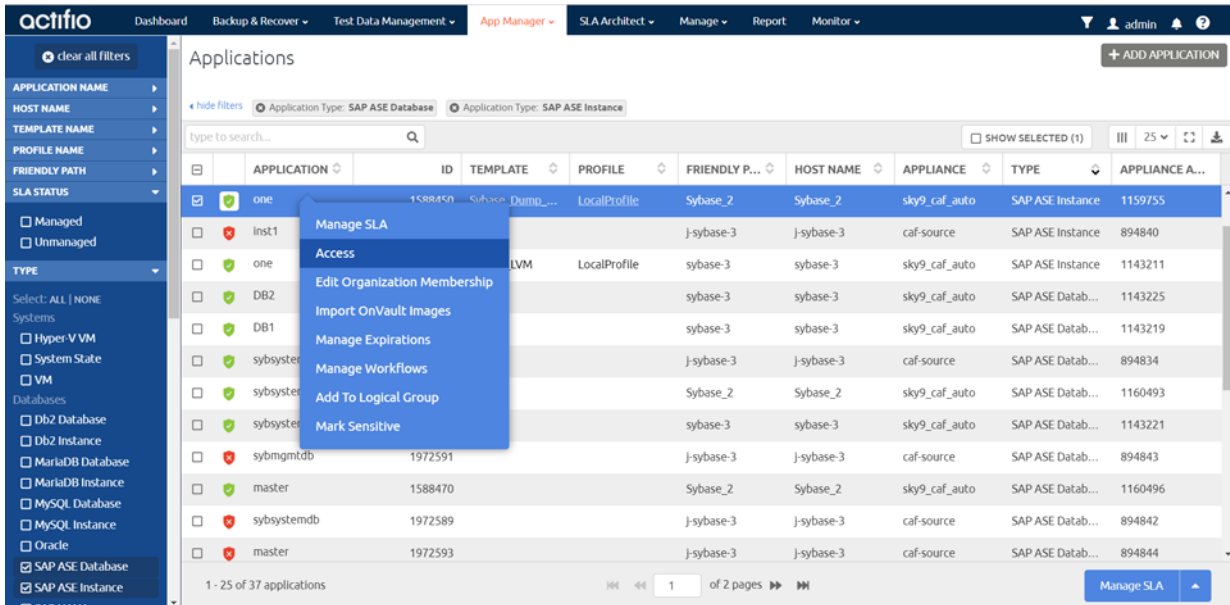 actifio Dashboard Backup & Recover Test Data Management App Manager SLA Architect Manage Report Monitor admin
clear all filters
APPLICATION NAME
HOST NAME
TEMPLATE NAME
PROFILE NAME
FRIENDLY PATH
SLA STATUS
Managed
Unmanaged
TYPE
Select: ALL | NONE
Systems
Hyper-V VM
System State
VM
Databases
Db2 Database
Db2 Instance
MariaDB Database
MariaDB Instance
MySQL Database
MySQL Instance
Oracle
SAP ASE Database
SAP ASE Instance
Applications
+ ADD APPLICATION
hide filters Application Type: SAP ASE Database Application Type: SAP ASE Instance
type to search... SHOW SELECTED (1) 25
APPLICATION ID TEMPLATE PROFILE FRIENDLY P... HOST NAME APPLIANCE TYPE APPLIANCE A...
one 1588450 Sybase_Dump_... LocalProfile Sybase_2 Sybase_2 sky9_caf_auto SAP ASE Instance 1159755
inst1 j-sybase-3 j-sybase-3 caf-source SAP ASE Instance 894840
one LVM LocalProfile sybase-3 sybase-3 sky9_caf_auto SAP ASE Instance 1143211
DB2 sybase-3 sybase-3 sky9_caf_auto SAP ASE Datab... 1143225
DB1 sybase-3 sybase-3 sky9_caf_auto SAP ASE Datab... 1143219
sybsyster j-sybase-3 j-sybase-3 caf-source SAP ASE Datab... 894834
sybsyster Sybase_2 Sybase_2 sky9_caf_auto SAP ASE Datab... 1160493
sybsyster sybase-3 sybase-3 sky9_caf_auto SAP ASE Datab... 1143221
sybmgmtdb 1972591 j-sybase-3 j-sybase-3 caf-source SAP ASE Datab... 894843
master 1588470 Sybase_2 Sybase_2 sky9_caf_auto SAP ASE Datab... 1160496
sybsystemdb 1972589 j-sybase-3 j-sybase-3 caf-source SAP ASE Datab... 894842
master 1972593 j-sybase-3 j-sybase-3 caf-source SAP ASE Datab... 894844
Manage SLA
Access
Edit Organization Membership
Import OnVault Images
Manage Expirations
Manage Workflows
Add To Logical Group
Mark Sensitive
1 - 25 of 37 applications 1 of 2 pages Manage SLA